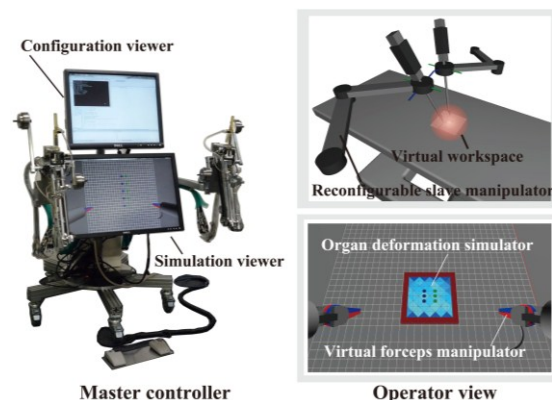 Configuration viewer
Simulation viewer
Master controller
Virtual workspace
Reconfigurable slave manipulator
Organ deformation simulator
Virtual forceps manipulator
Operator view